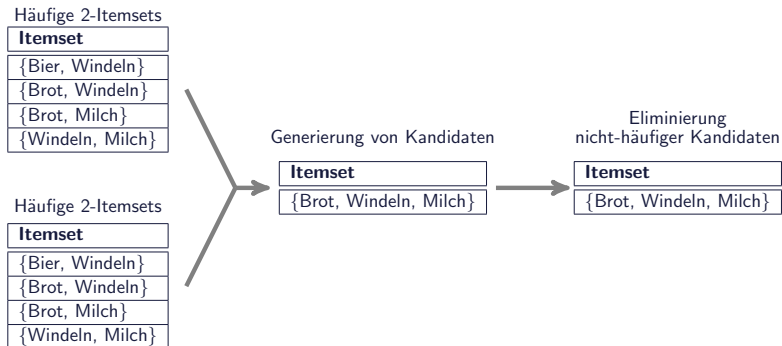 Häufige 2-Itemsets
Itemset
{Bier, Windeln}
{Brot, Windeln}
{Brot, Milch}
{Windeln, Milch}
Häufige 2-Itemsets
Itemset
{Bier, Windeln}
{Brot, Windeln}
{Brot, Milch}
{Windeln, Milch}
Generierung von Kandidaten
Itemset
{Brot, Windeln, Milch}
Eliminierung
nicht-häufiger Kandidaten
Itemset
{Brot, Windeln, Milch}